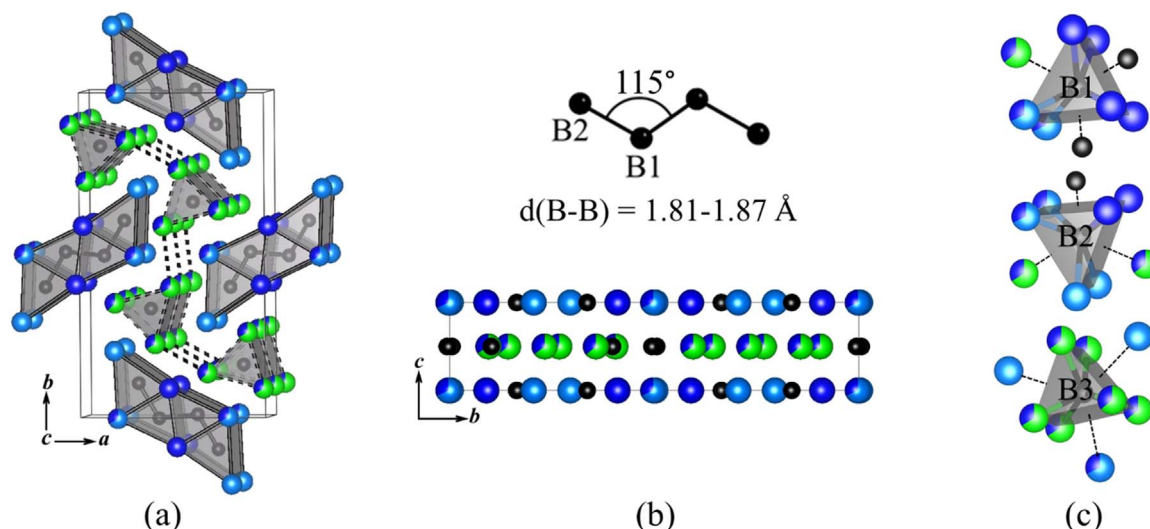 115°
B2
B1
d(B-B) = 1.81-1.87 Å
b
c
a
c
b
B1
B2
B3
(a)
(b)
(c)